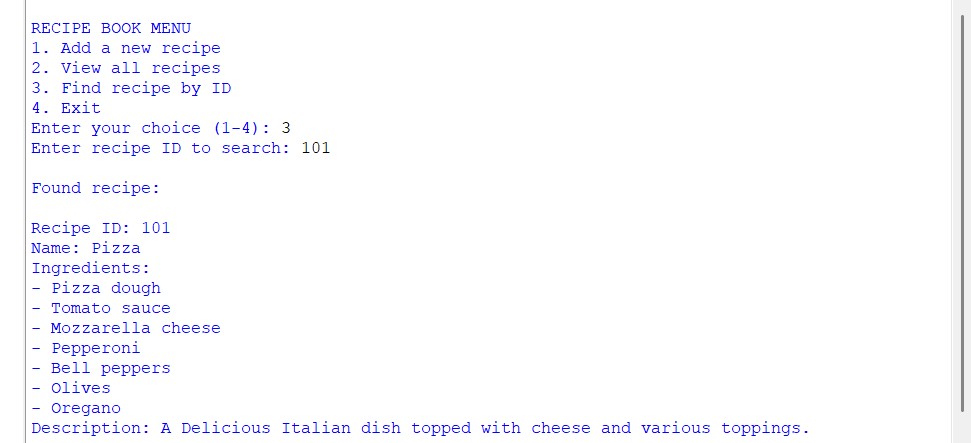 RECIPE BOOK MENU
1. Add a new recipe
2. View all recipes
3. Find recipe by ID
4. Exit
Enter your choice (1-4): 3
Enter recipe ID to search: 101
Found recipe:
Recipe ID: 101
Name: Pizza
Ingredients:
- Pizza dough
- Tomato sauce
- Mozzarella cheese
- Pepperoni
- Bell peppers
- Olives
- Oregano
Description: A Delicious Italian dish topped with cheese and various toppings.